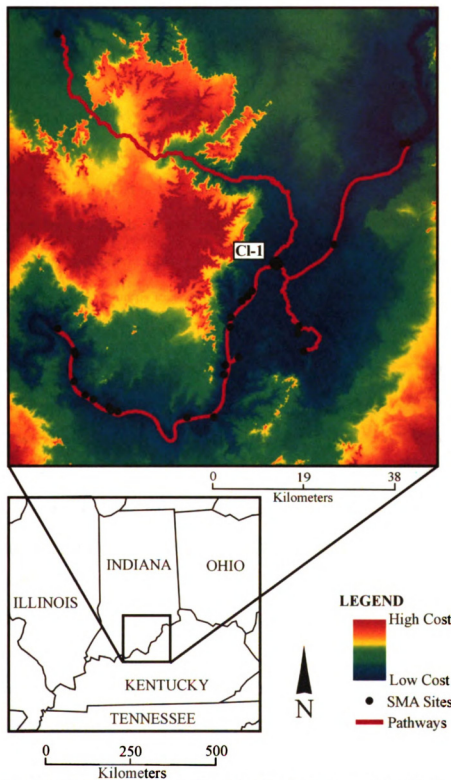 Cl-1
0 19 38
Kilometers
ILLINOIS
INDIANA
OHIO
KENTUCKY
TENNESSEE
0 250 500
Kilometers
N
LEGEND
High Cost
Low Cost
SMA Sites
Pathways